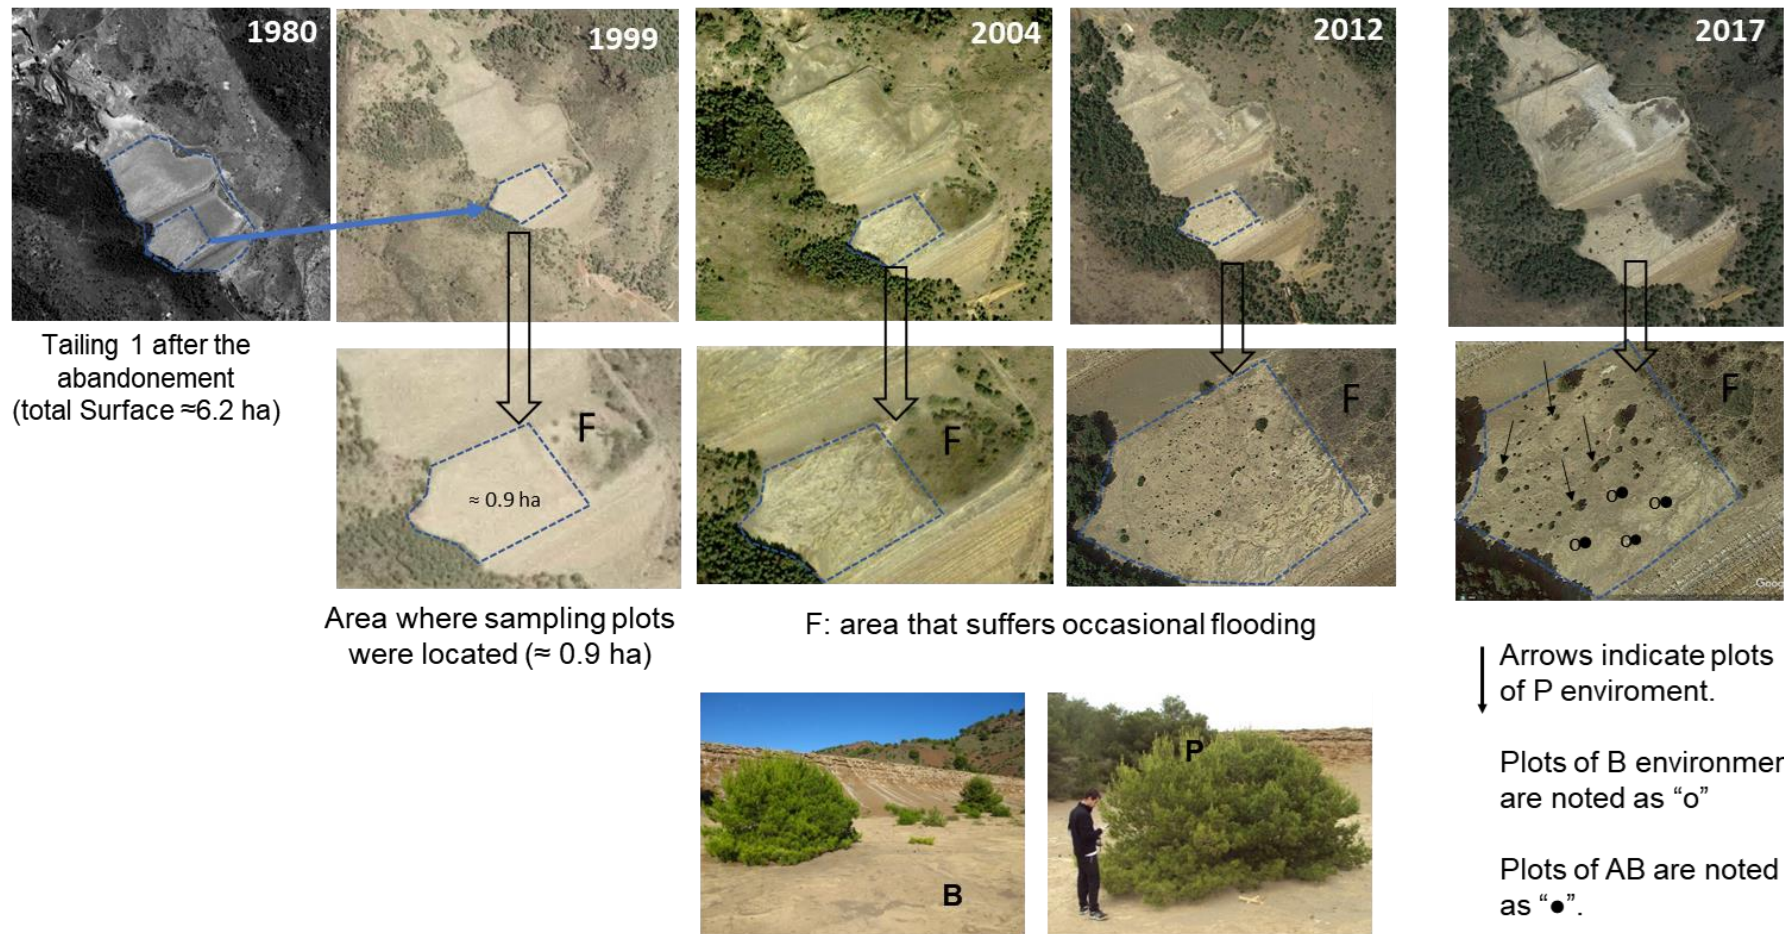 1980
1999
2004
2012
2017
Tailing 1 after the
abandonement
(total Surface ≈6.2 ha)
F
≈ 0.9 ha
F
F
F
o●
o●
o●
o●
Goog
Area where sampling plots
were located (≈ 0.9 ha)
F: area that suffers occasional flooding
Arrows indicate plots
of P enviroment.
Plots of B environmen
are noted as “o”
Plots of AB are noted
as “●”.
B
P